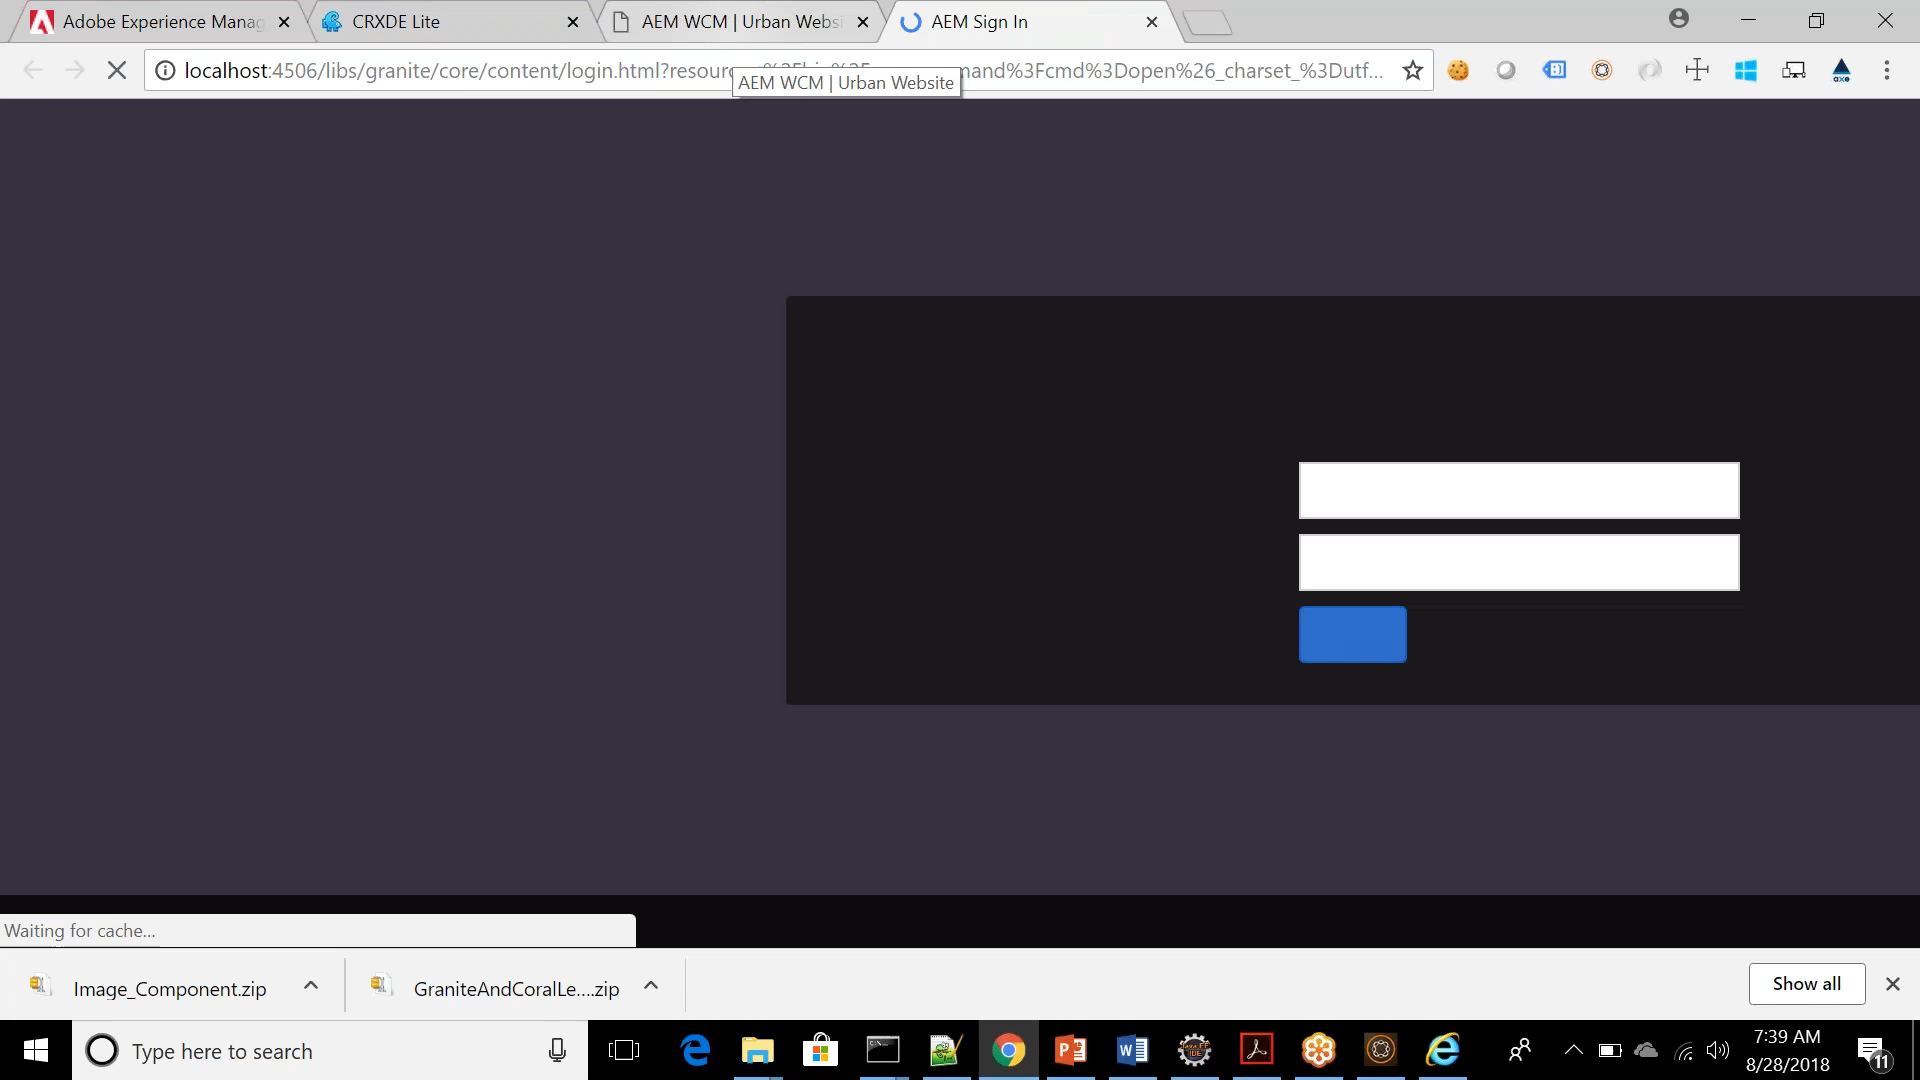 Adobe Experience Manag
CRXDE Lite
AEM WCM | Urban Websi
AEM Sign In
localhost:4506/libs/granite/core/content/login.html?resour
mand%3Fcmd%3Dopen%26_charset_%3Dutf...
AEM WCM | Urban Website
Waiting for cache...
Image_Component.zip
GraniteAndCoralLe....zip
Show all
Type here to search
7:39 AM
8/28/2018
11